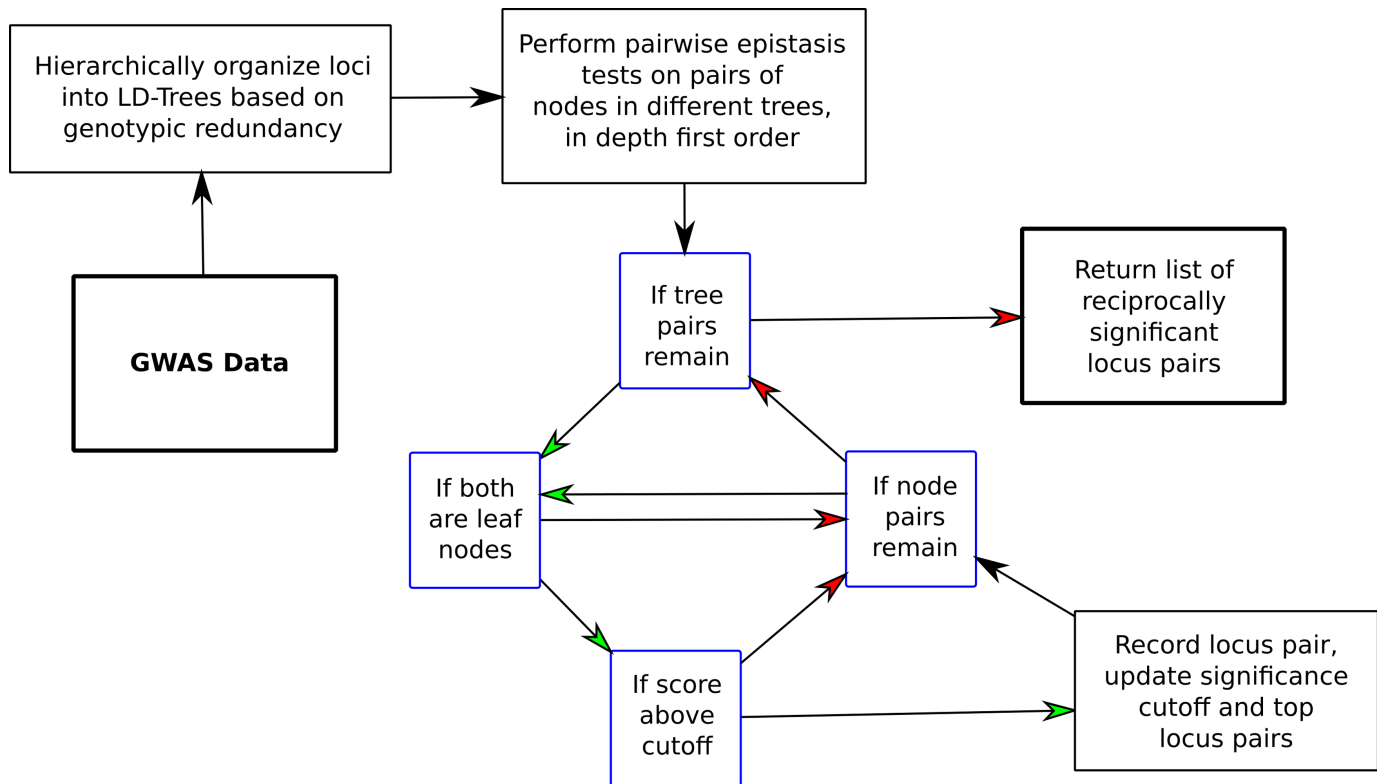 Hierarchically organize loci
into LD-Trees based on
genotypic redundancy
Perform pairwise epistasis
tests on pairs of
nodes in different trees,
in depth first order
GWAS Data
If tree
pairs
remain
Return list of
reciprocally
significant
locus pairs
If both
are leaf
nodes
If node
pairs
remain
If score
above
cutoff
Record locus pair,
update significance
cutoff and top
locus pairs